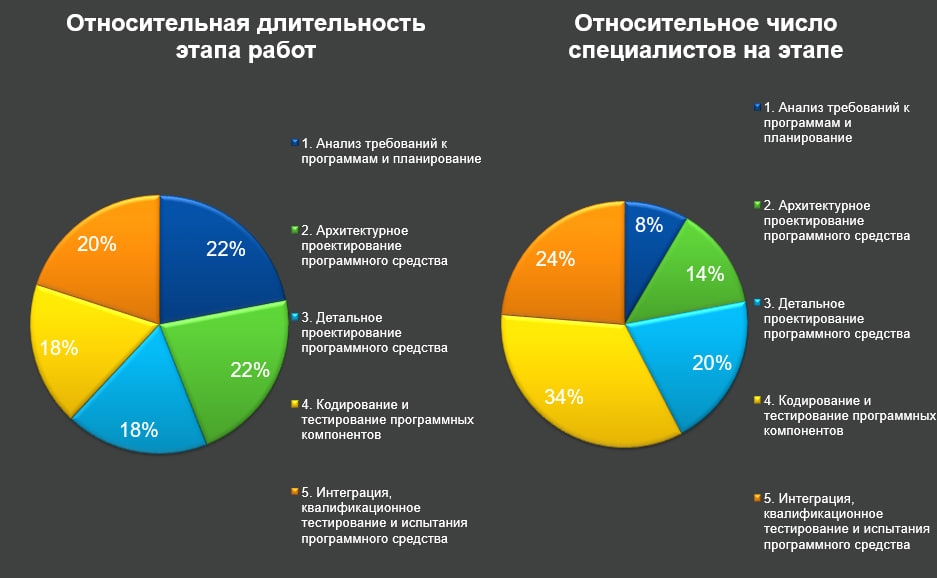 Относительная длительность
этапа работ
22%
22%
18%
18%
20%
1. Анализ требований к
программам и планирование
2. Архитектурное
проектирование
программного средства
3. Детальное
проектирование
программного средства
4. Кодирование и
тестирование программных
компонентов
5. Интеграция,
квалификационное
тестирование и испытания
программного средства
Относительное число
специалистов на этапе
8%
14%
20%
34%
24%
1. Анализ требований к
программам и
планирование
2. Архитектурное
проектирование
программного средства
3. Детальное
проектирование
программного средства
4. Кодирование и
тестирование программных
компонентов
5. Интеграция,
квалификационное
тестирование и испытания
программного средства